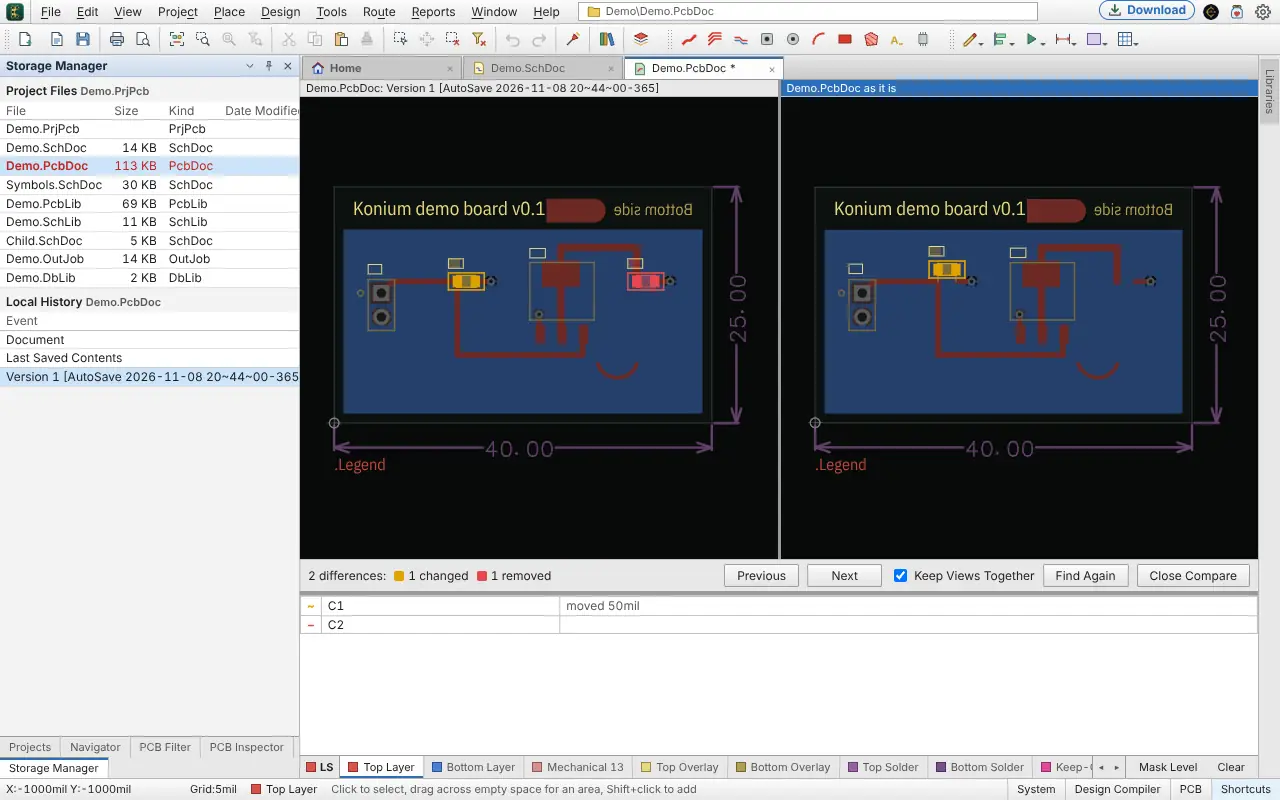 File Edit View Project Place Design Tools Route Reports Window Help Demo\Demo.PcbDoc Download
Storage Manager
Home Demo.SchDoc Demo.PcbDoc *
Project Files Demo.PrjPcb
File Size Kind Date Modifie
Demo.PrjPcb PrjPcb
Demo.SchDoc 14 KB SchDoc
Demo.PcbDoc 113 KB PcbDoc
Symbols.SchDoc 30 KB SchDoc
Demo.PcbLib 69 KB PcbLib
Demo.SchLib 11 KB SchLib
Child.SchDoc 5 KB SchDoc
Demo.OutJob 14 KB OutJob
Demo.DbLib 2 KB DbLib
Local History Demo.PcbDoc
Event
Document
Last Saved Contents
Version 1 [AutoSave 2026-11-08 20~44~00-365
Projects Navigator PCB Filter PCB Inspector
Storage Manager
Demo.PcbDoc: Version 1 [AutoSave 2026-11-08 20~44~00-365]
Konium demo board v0.1 Bottom side
25.00
40.00
.Legend
Demo.PcbDoc as it is
Konium demo board v0.1 Bottom side
25.00
40.00
.Legend
Libraries
2 differences: 1 changed 1 removed Previous Next Keep Views Together Find Again Close Compare
~ C1 moved 50mil
− C2
LS Top Layer Bottom Layer Mechanical 13 Top Overlay Bottom Overlay Top Solder Bottom Solder Keep- Mask Level Clear
X:-1000mil Y:-1000mil Grid:5mil Top Layer Click to select, drag across empty space for an area, Shift+click to add System Design Compiler PCB Shortcuts